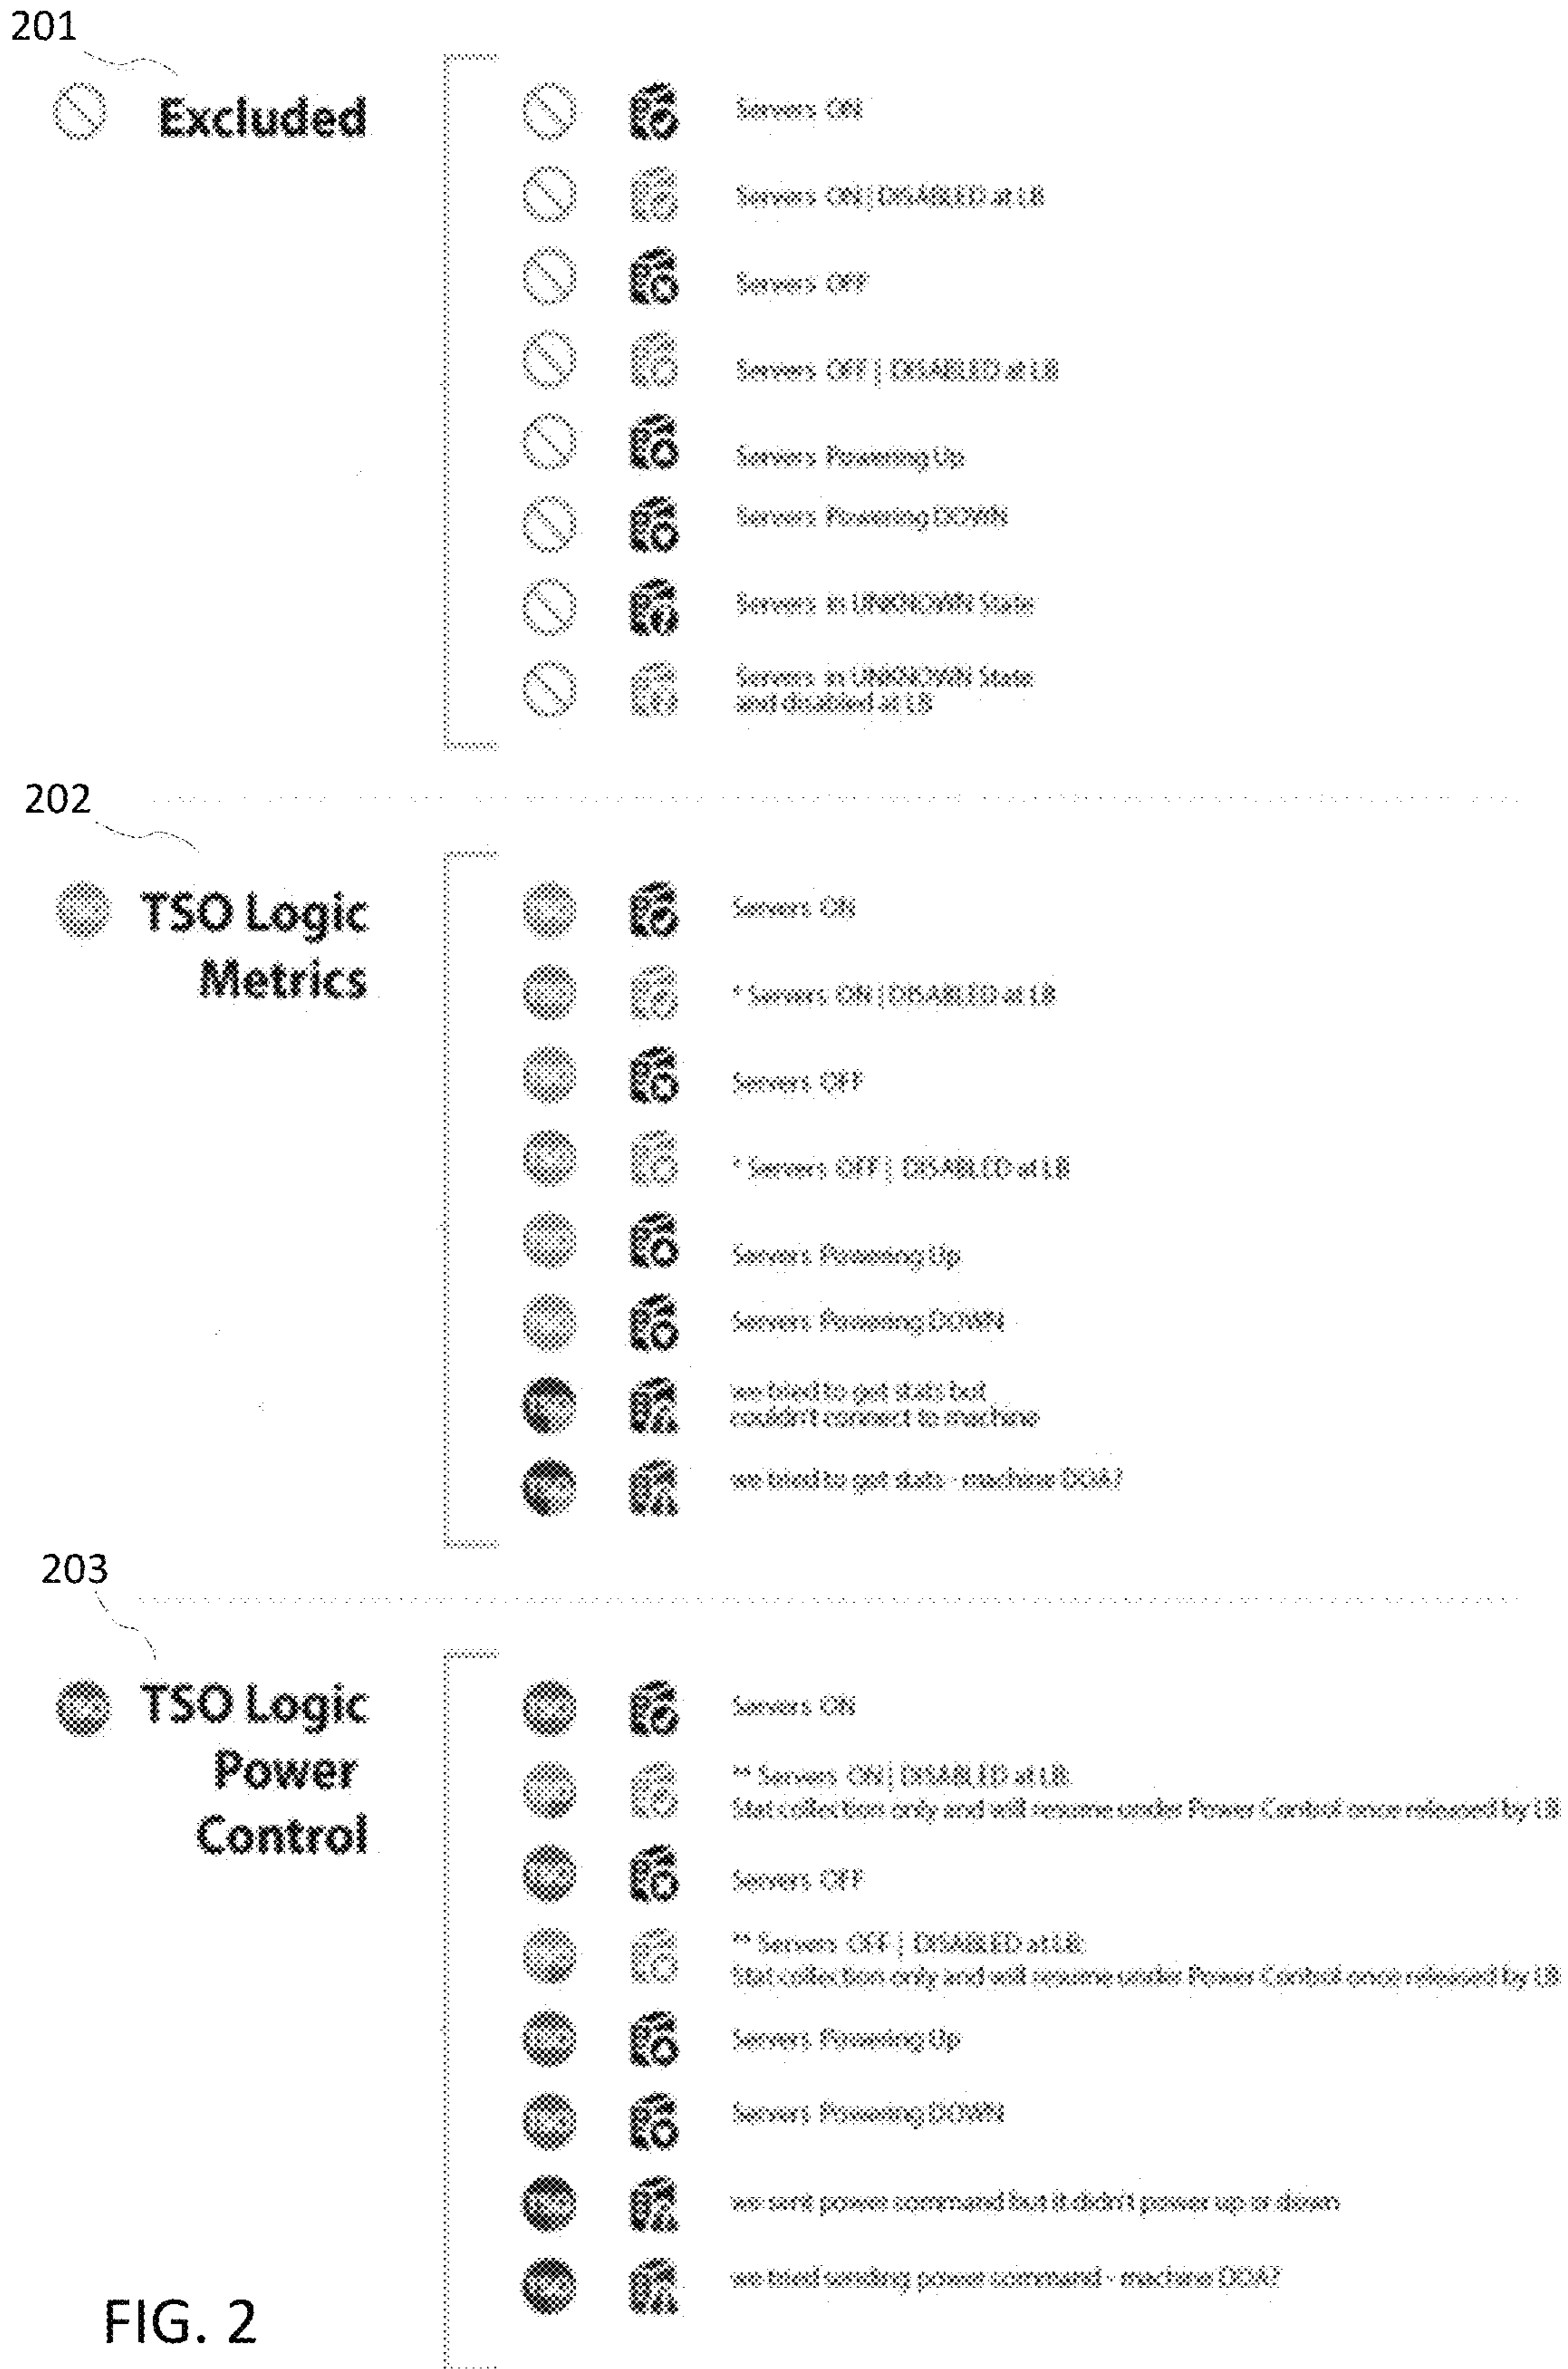 201
Excluded
Servers ON
Servers ON | DISABLED at LB
Servers OFF
Servers OFF | DISABLED at LB
Servers Powering Up
Servers Powering DOWN
Servers in UNKNOWN State
Servers in UNKNOWN State
and disabled at LB
202
TSO Logic
Metrics
Servers ON
* Servers ON | DISABLED at LB
Servers OFF
* Servers OFF | DISABLED at LB
Servers Powering Up
Servers Powering DOWN
we tried to get stats but
couldn't connect to machine
we tried to get stats - machine DOA?
203
TSO Logic
Power
Control
Servers ON
** Servers ON | DISABLED at LB
Stat collection only and will resume under Power Control once released by LB
Servers OFF
** Servers OFF | DISABLED at LB
Stat collection only and will resume under Power Control once released by LB
Servers Powering Up
Servers Powering DOWN
we sent power command but it didn't power up or down
we tried sending power command - machine DOA?
FIG. 2